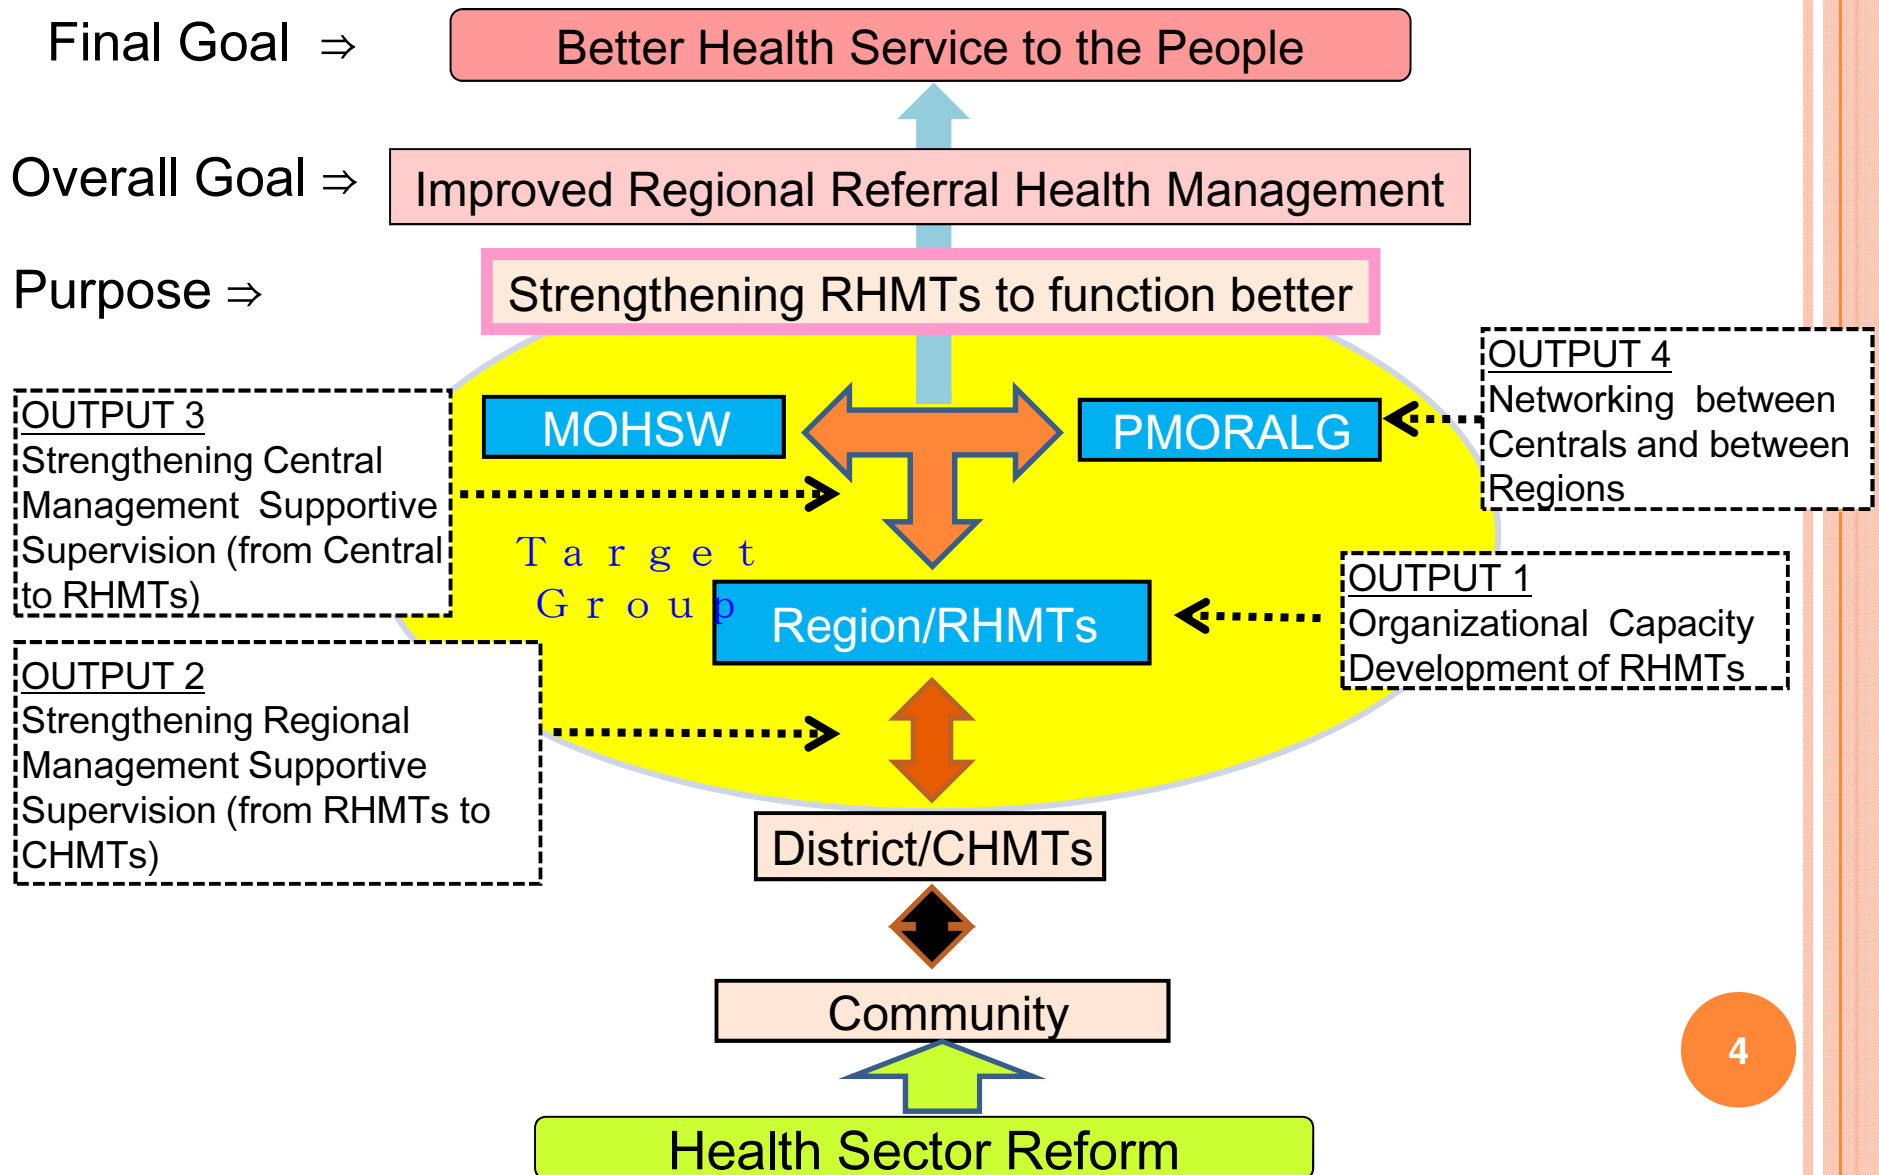 Final Goal ⇒
Better Health Service to the People
Overall Goal ⇒
Improved Regional Referral Health Management
Purpose ⇒
Strengthening RHMTs to function better
OUTPUT 3
Strengthening Central
Management Supportive
Supervision (from Central
to RHMTs)
MOHSW
PMORALG
OUTPUT 4
Networking between
Centrals and between
Regions
Target
Group
Region/RHMTs
OUTPUT 1
Organizational Capacity
Development of RHMTs
OUTPUT 2
Strengthening Regional
Management Supportive
Supervision (from RHMTs to
CHMTs)
District/CHMTs
Community
Health Sector Reform
4